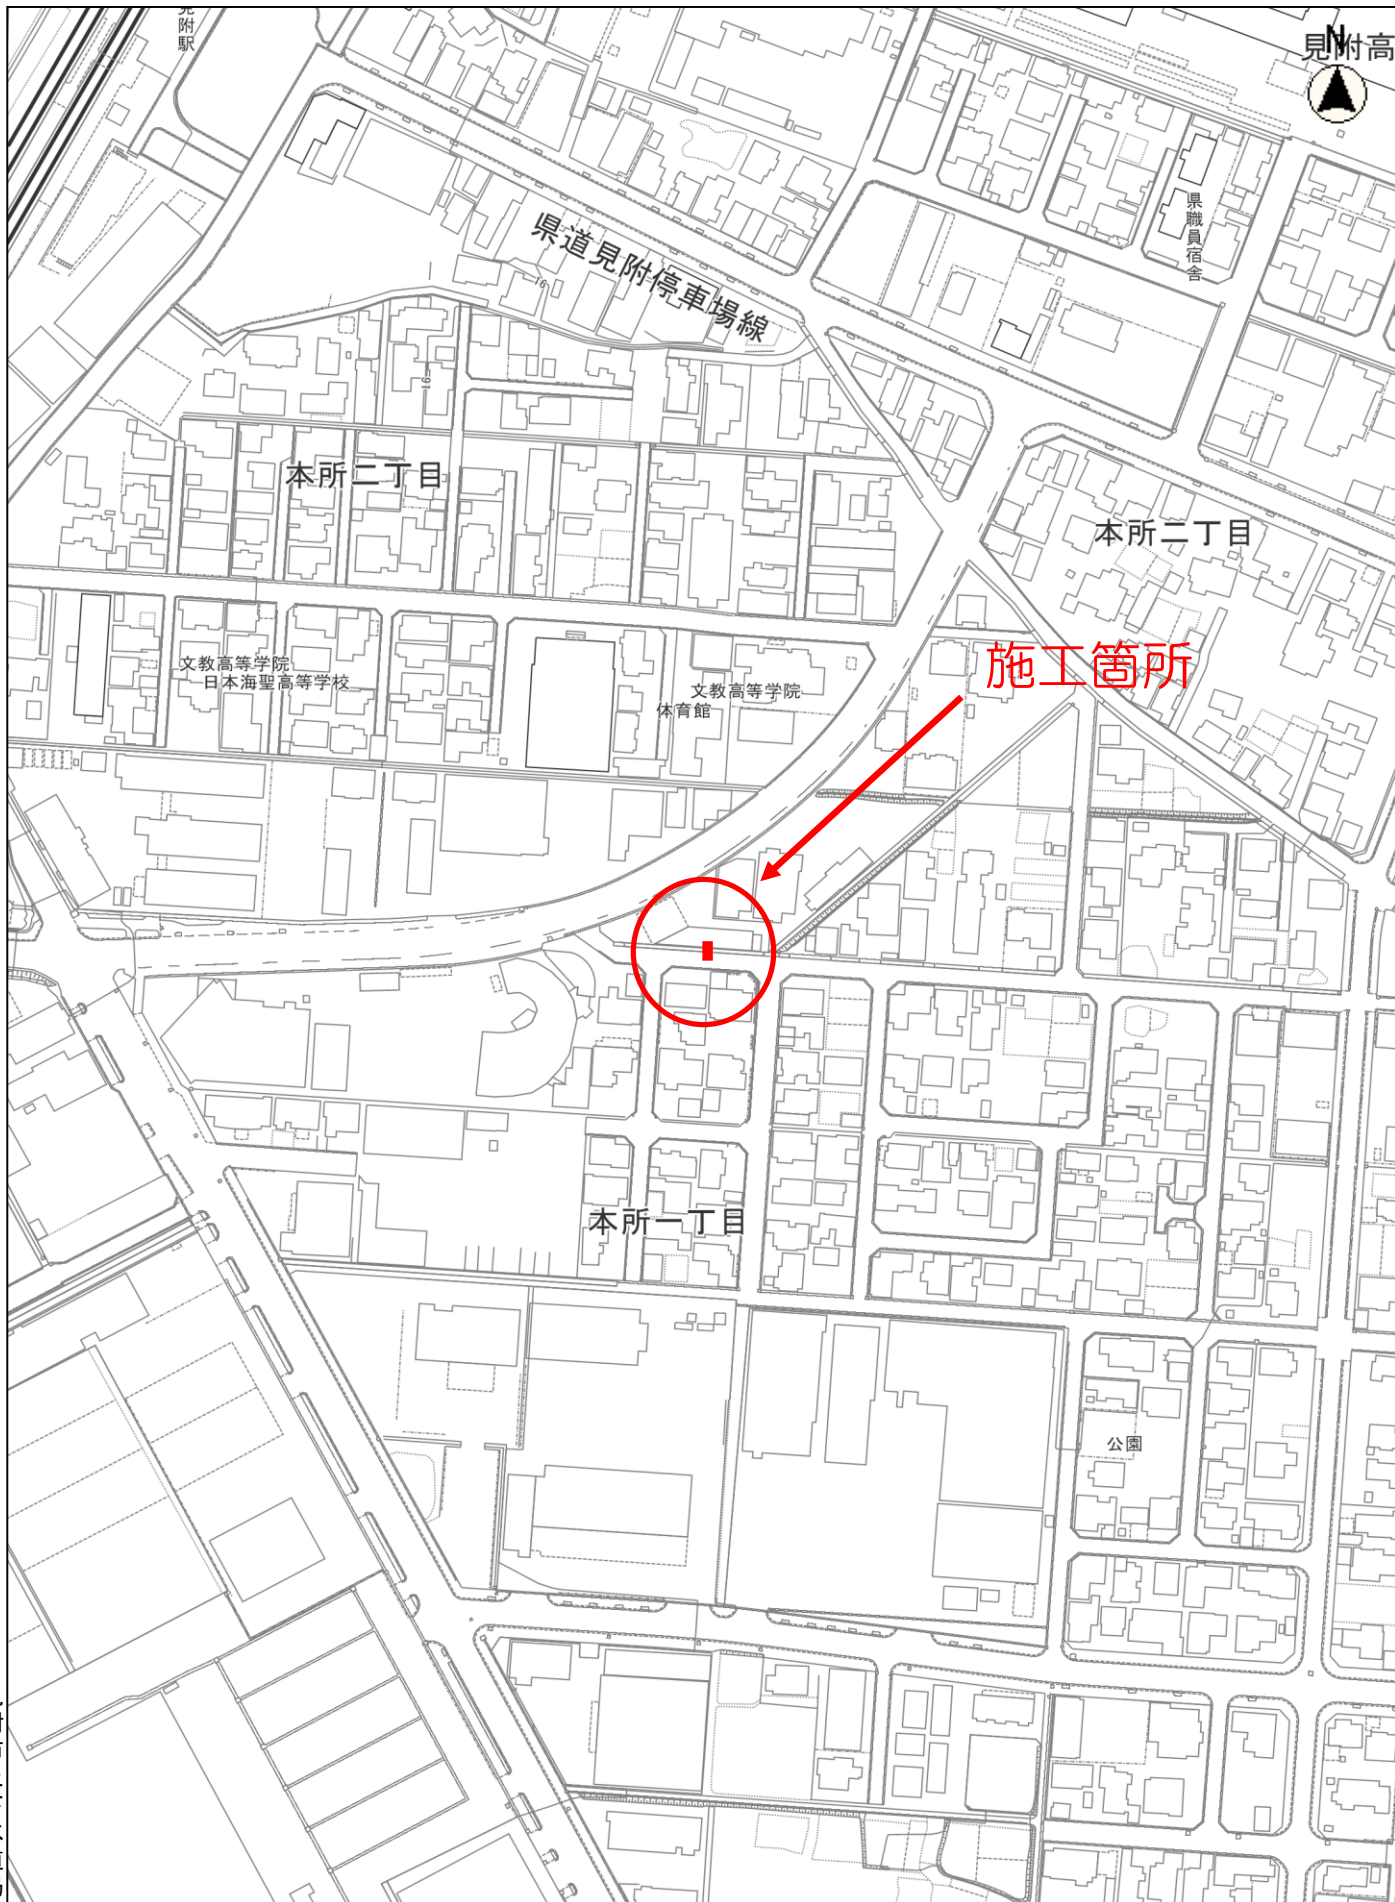 見附駅
N
見附高
県職員宿舎
県道見附停車場線
16
16
本所二丁目
本所二丁目
施工箇所
文教高等学院
日本海聖高等学校
文教高等学院
体育館
本所一丁目
公園